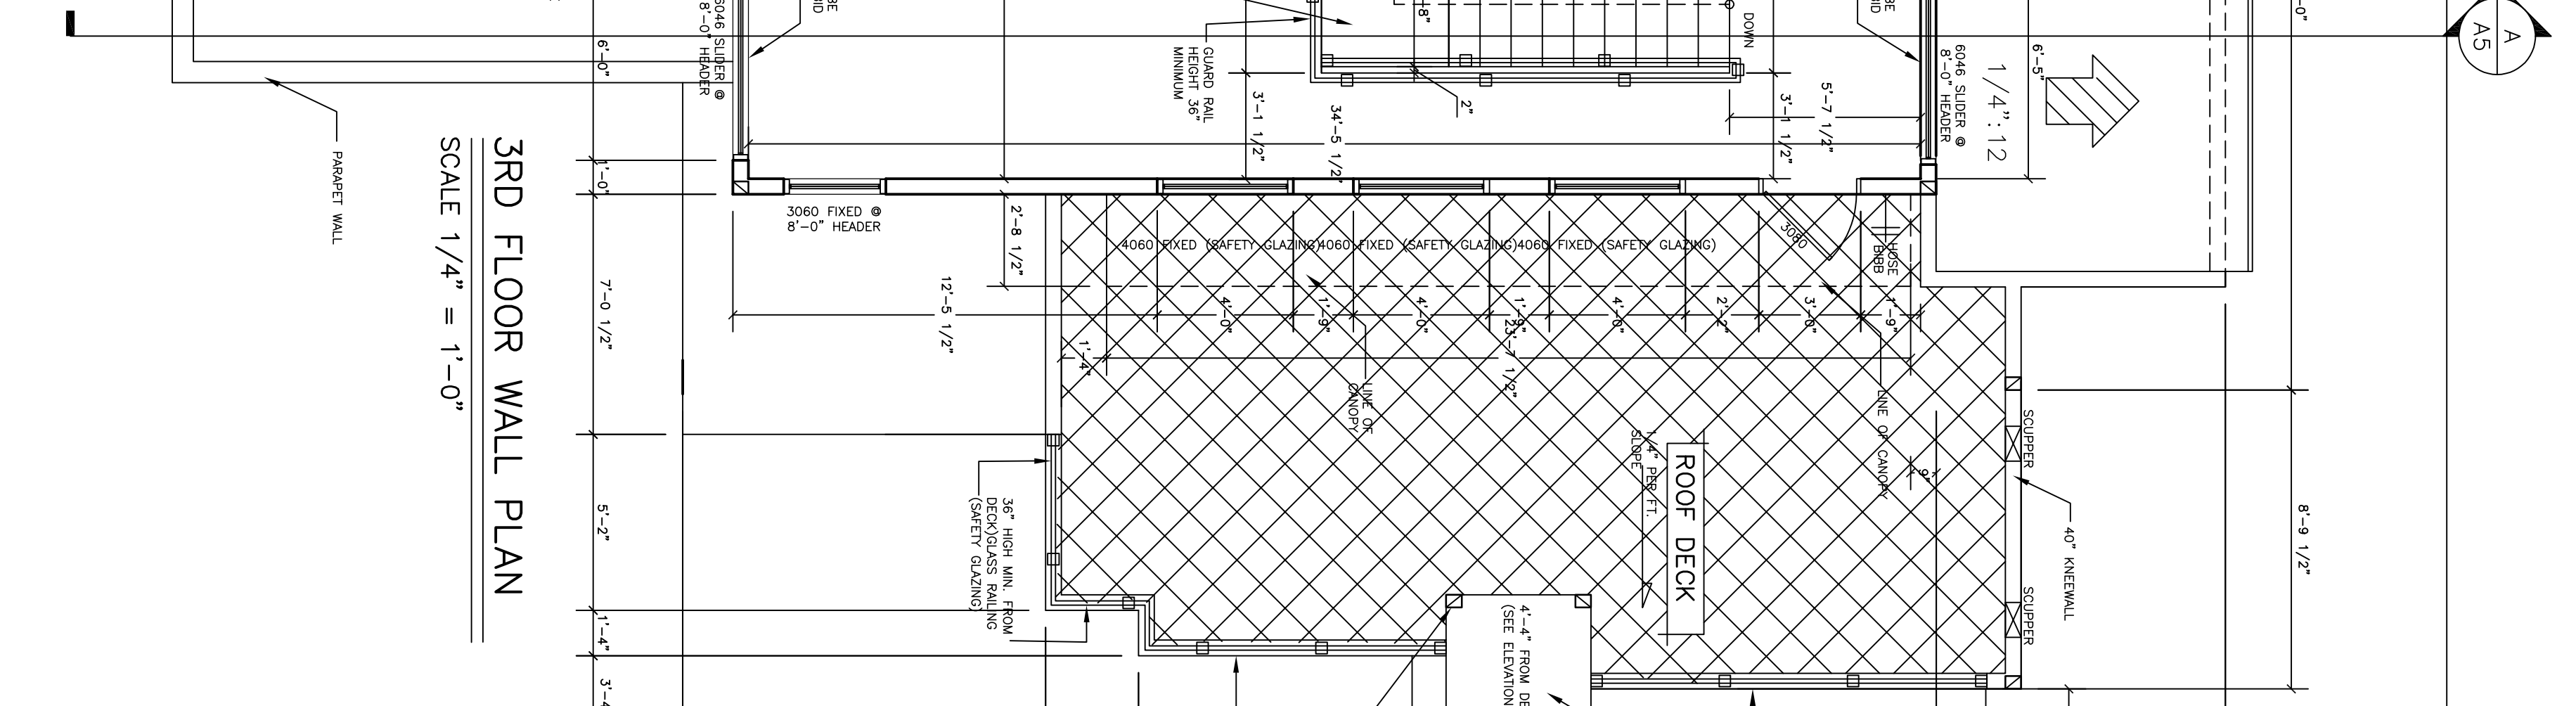 3RD FLOOR WALL PLAN
SCALE 1/4" = 1'-0"
PARAPET WALL
6'-0"
1'-0"
7'-0 1/2"
5'-2"
1'-4"
6046 SLIDER @
8'-0" HEADER
3060 FIXED @
8'-0" HEADER
12'-5 1/2"
2'-8 1/2"
36" HIGH MIN. FROM
DECK)GLASS RAILING
(SAFETY GLAZING)
GUARD RAIL
HEIGHT 36"
MINIMUM
3'-1 1/2"
34'-5 1/2"
2"
DOWN
3'-1 1/2"
5'-7 1/2"
4060 FIXED (SAFETY GLAZING)
4060 FIXED (SAFETY GLAZING)
4060 FIXED (SAFETY GLAZING)
3080
HOSE
BIBB
4'-0"
1'-9"
4'-0"
1'-9"
4'-0"
2'-2"
3'-0"
1'-9"
1'-4"
23'-7 1/2"
LINE OF
CANOPY
LINE OF CANOPY
1/4" PER FT.
SLOPE
ROOF DECK
9"
4'-4" FROM
(SEE ELEVATION
6046 SLIDER @
8'-0" HEADER
1/4":12
6'-5"
SCUPPER
SCUPPER
40" KNEEWALL
8'-9 1/2"
A
A5